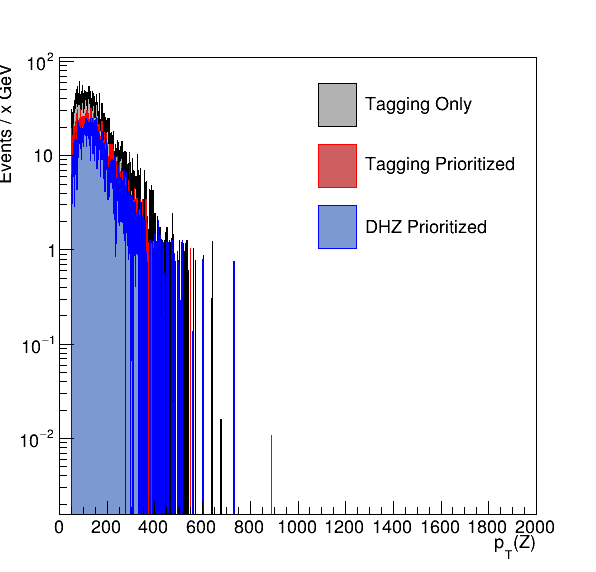 Events / x GeV
10²
10
1
10⁻¹
10⁻²
Tagging Only
Tagging Prioritized
DHZ Prioritized
0 200 400 600 800 1000 1200 1400 1600 1800 2000
p_T(Z)